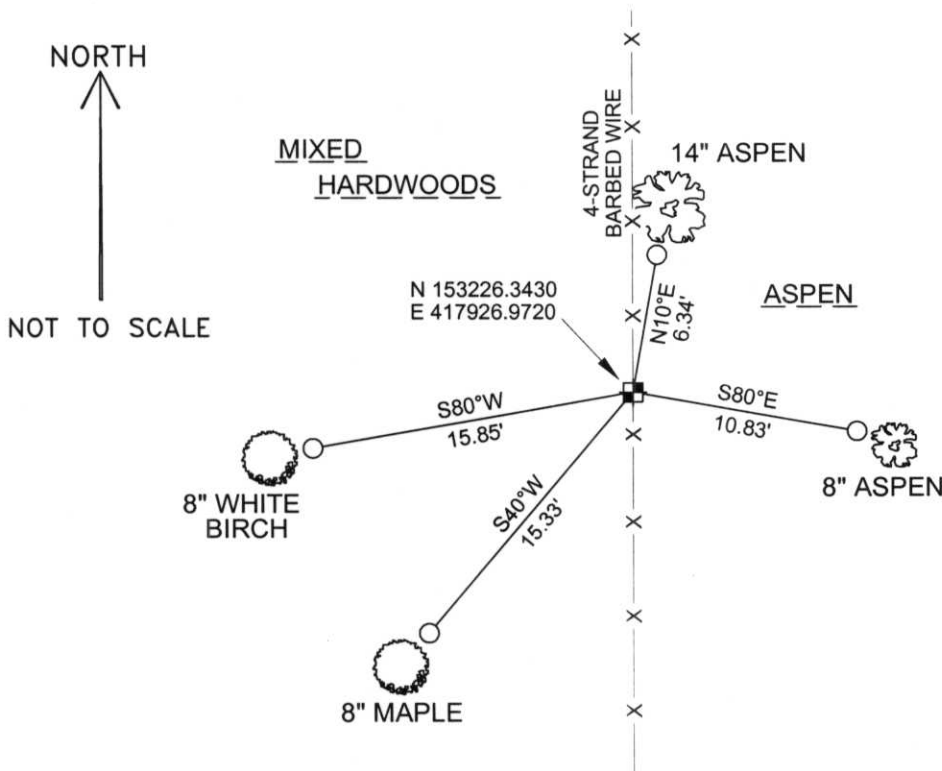 NORTH
NOT TO SCALE
MIXED
HARDWOODS
4-STRAND
BARBED WIRE
14" ASPEN
N 153226.3430
E 417926.9720
N10°E
6.34'
ASPEN
S80°W
15.85'
S80°E
10.83'
8" WHITE
BIRCH
S40°W
15.33'
8" ASPEN
8" MAPLE